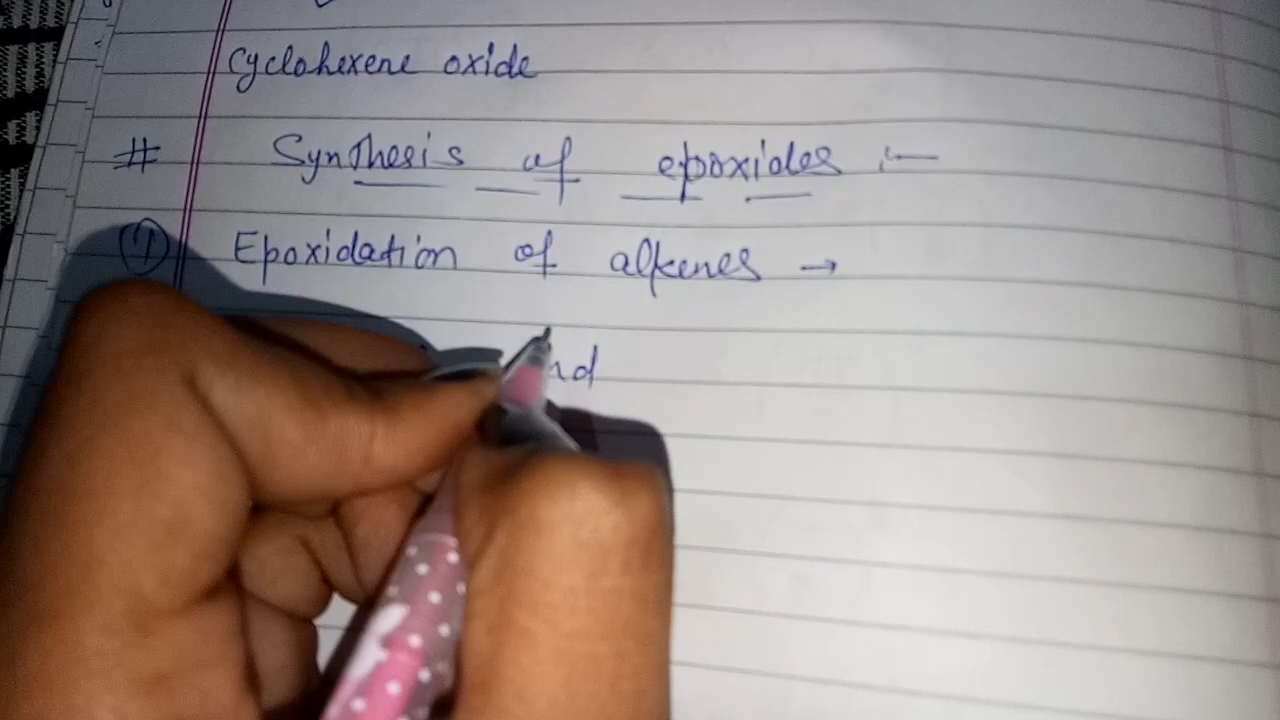 Cyclohexene oxide
# Synthesis of epoxides :-
① Epoxidation of alkenes →